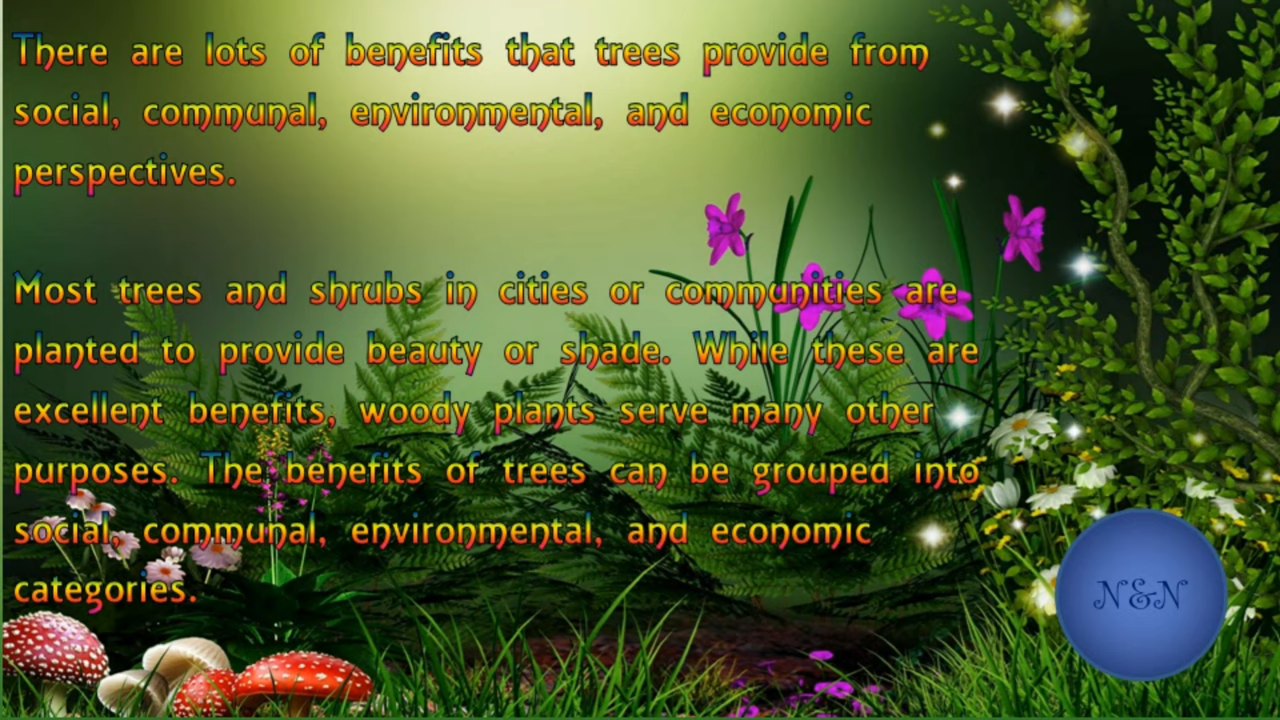 There are lots of benefits that trees provide from
social, communal, environmental, and economic
perspectives.
Most trees and shrubs in cities or communities are
planted to provide beauty or shade. While these are
excellent benefits, woody plants serve many other
purposes. The benefits of trees can be grouped into
social, communal, environmental, and economic
categories.
N&N